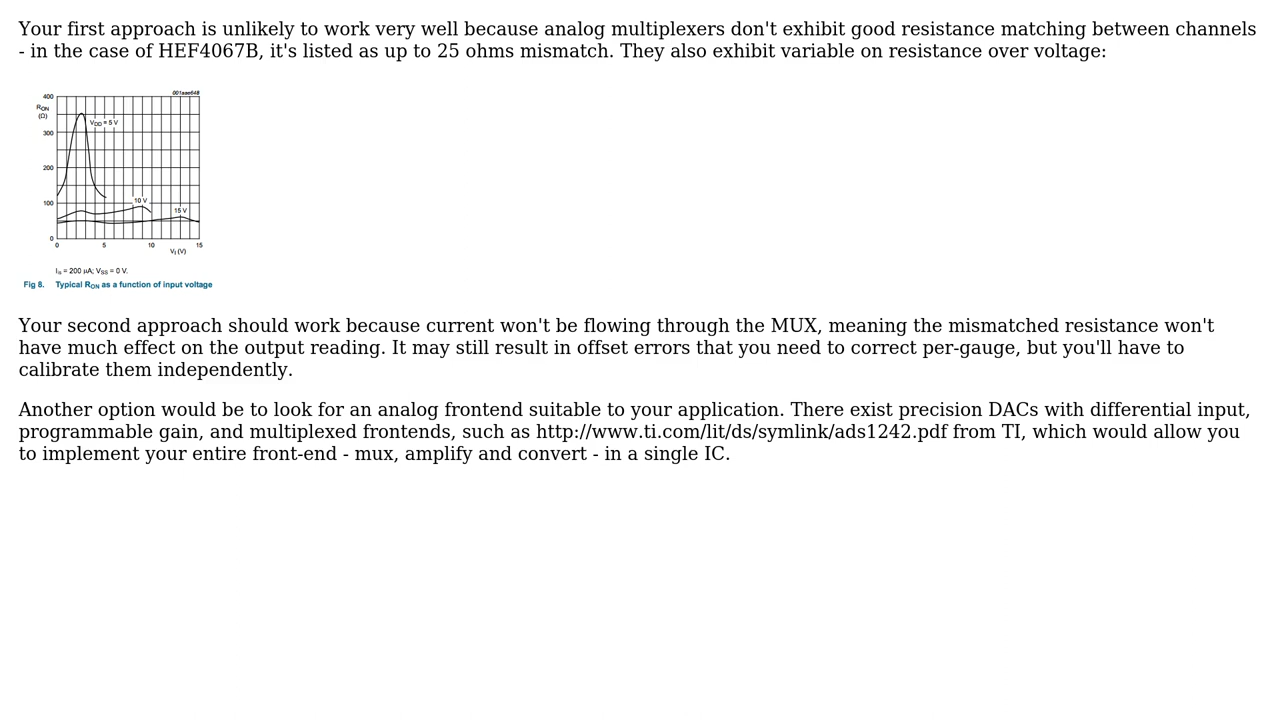 Your first approach is unlikely to work very well because analog multiplexers don't exhibit good resistance matching between channels
- in the case of HEF4067B, it's listed as up to 25 ohms mismatch. They also exhibit variable on resistance over voltage:
001aae648
400
RON
(Ω)
VDD = 5 V
300
200
10 V
100
15 V
0
0 5 10 15
VI (V)
Iis = 200 μA; VSS = 0 V.
Fig 8. Typical RON as a function of input voltage
Your second approach should work because current won't be flowing through the MUX, meaning the mismatched resistance won't
have much effect on the output reading. It may still result in offset errors that you need to correct per-gauge, but you'll have to
calibrate them independently.
Another option would be to look for an analog frontend suitable to your application. There exist precision DACs with differential input,
programmable gain, and multiplexed frontends, such as http://www.ti.com/lit/ds/symlink/ads1242.pdf from TI, which would allow you
to implement your entire front-end - mux, amplify and convert - in a single IC.